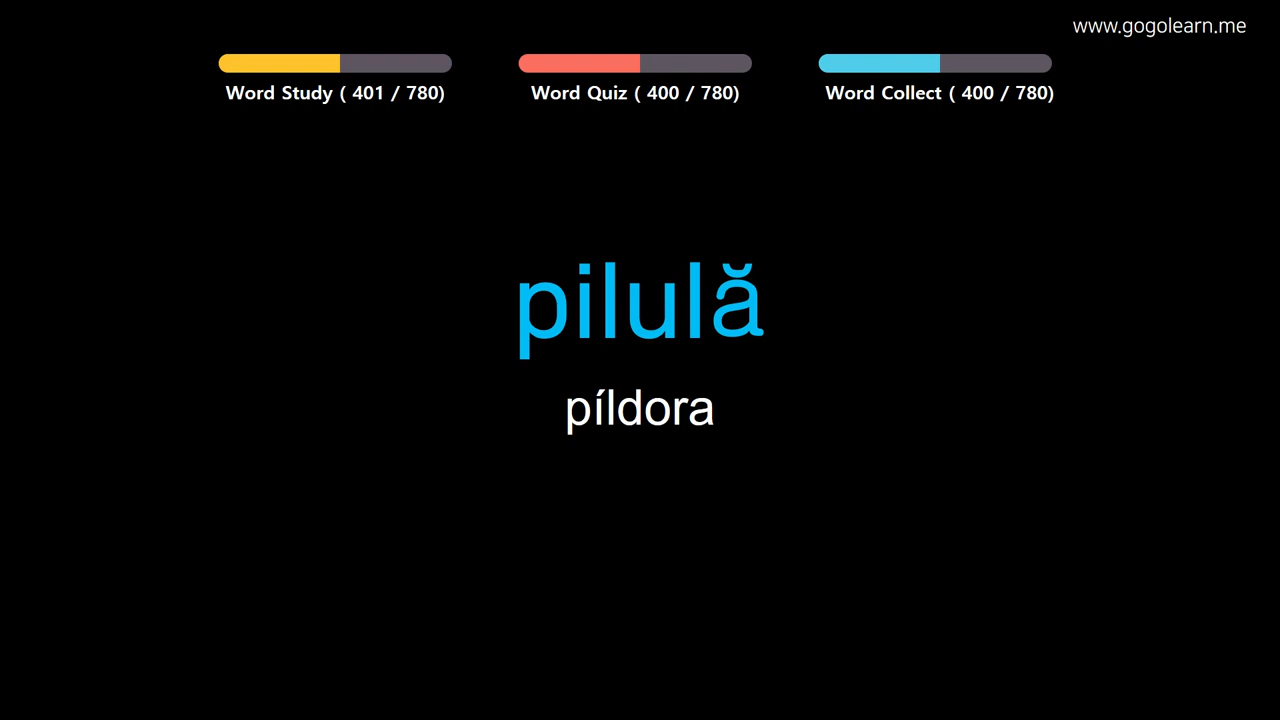 www.gogolearn.me
Word Study ( 401 / 780)
Word Quiz ( 400 / 780)
Word Collect ( 400 / 780)
pilulă
píldora